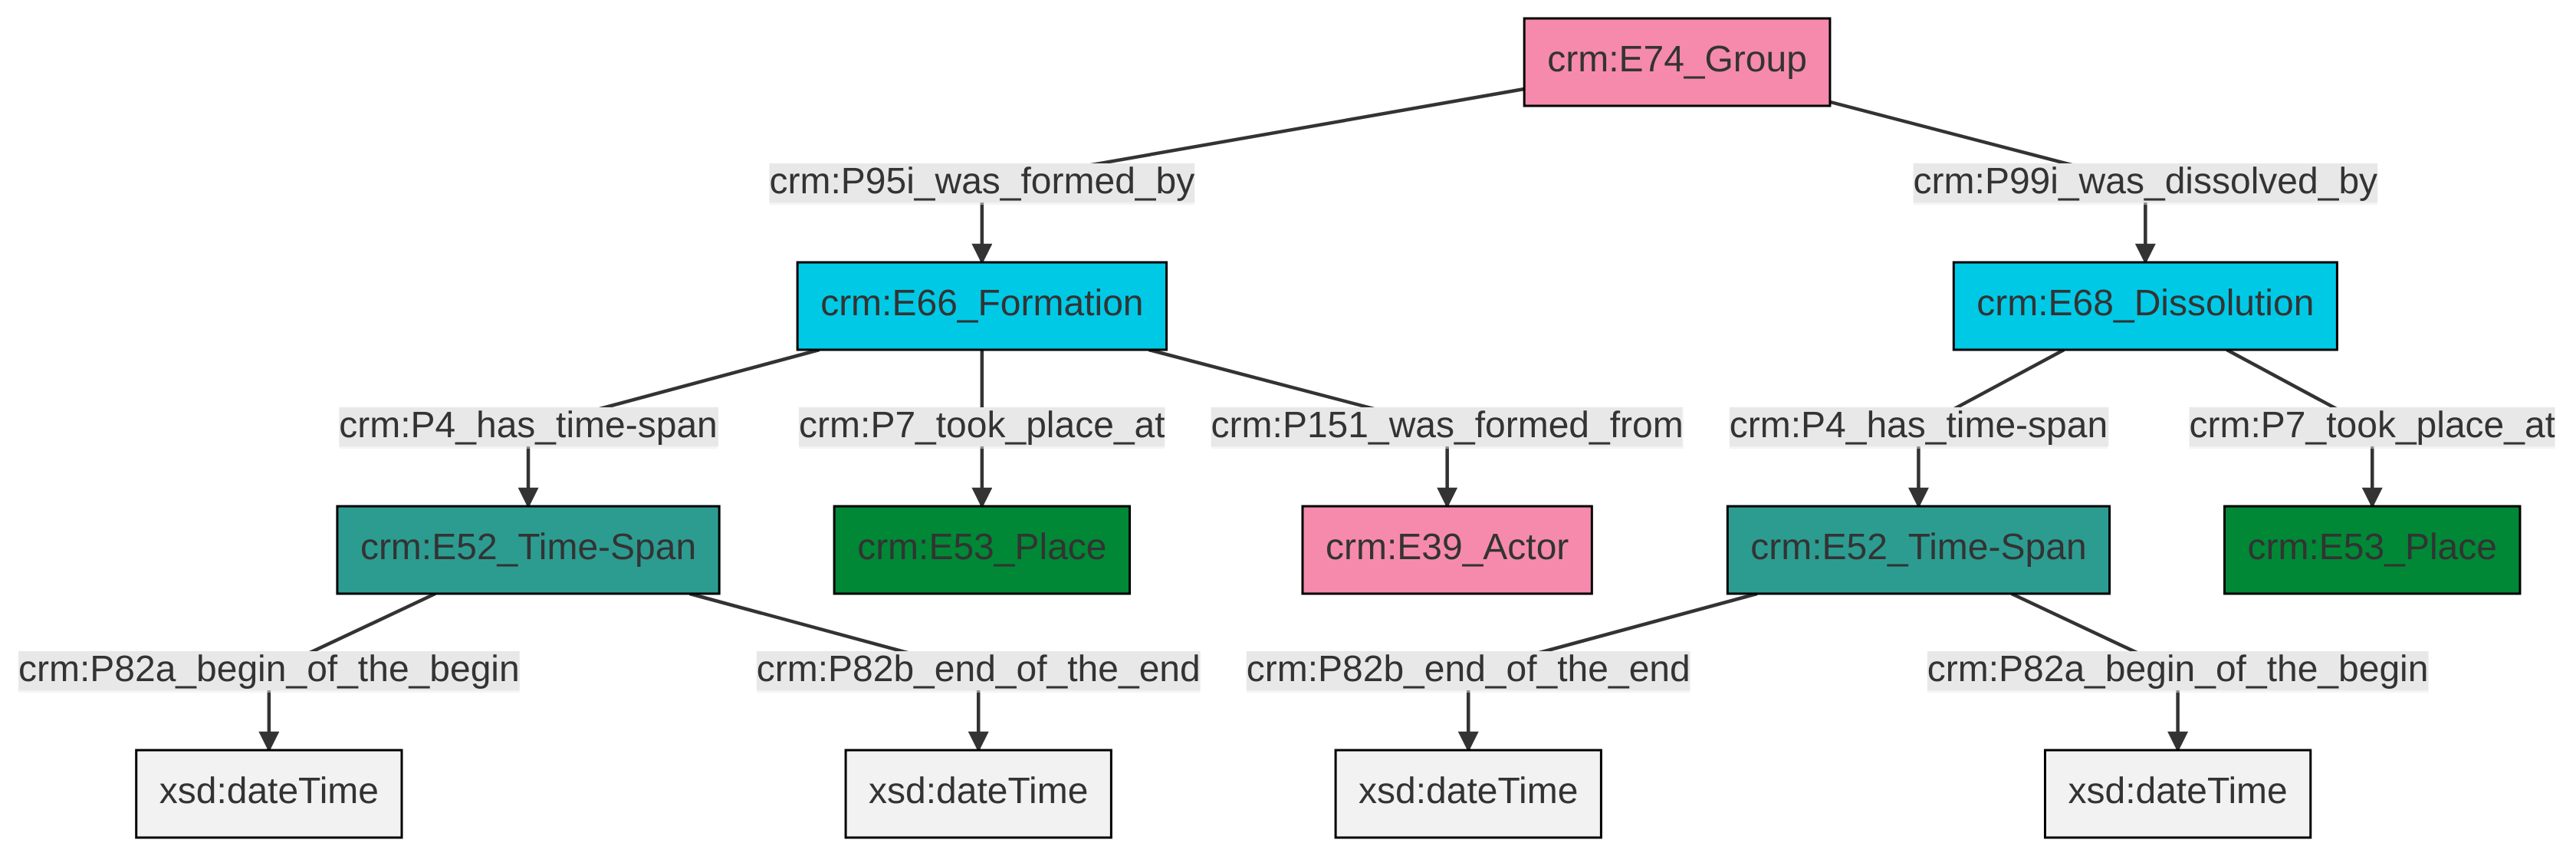 crm:E74_Group
crm:P95i_was_formed_by
crm:P99i_was_dissolved_by
crm:E66_Formation
crm:E68_Dissolution
crm:P4_has_time-span
crm:P7_took_place_at
crm:P151_was_formed_from
crm:P4_has_time-span
crm:P7_took_place_at
crm:E52_Time-Span
crm:E53_Place
crm:E39_Actor
crm:E52_Time-Span
crm:E53_Place
crm:P82a_begin_of_the_begin
crm:P82b_end_of_the_end
crm:P82b_end_of_the_end
crm:P82a_begin_of_the_begin
xsd:dateTime
xsd:dateTime
xsd:dateTime
xsd:dateTime